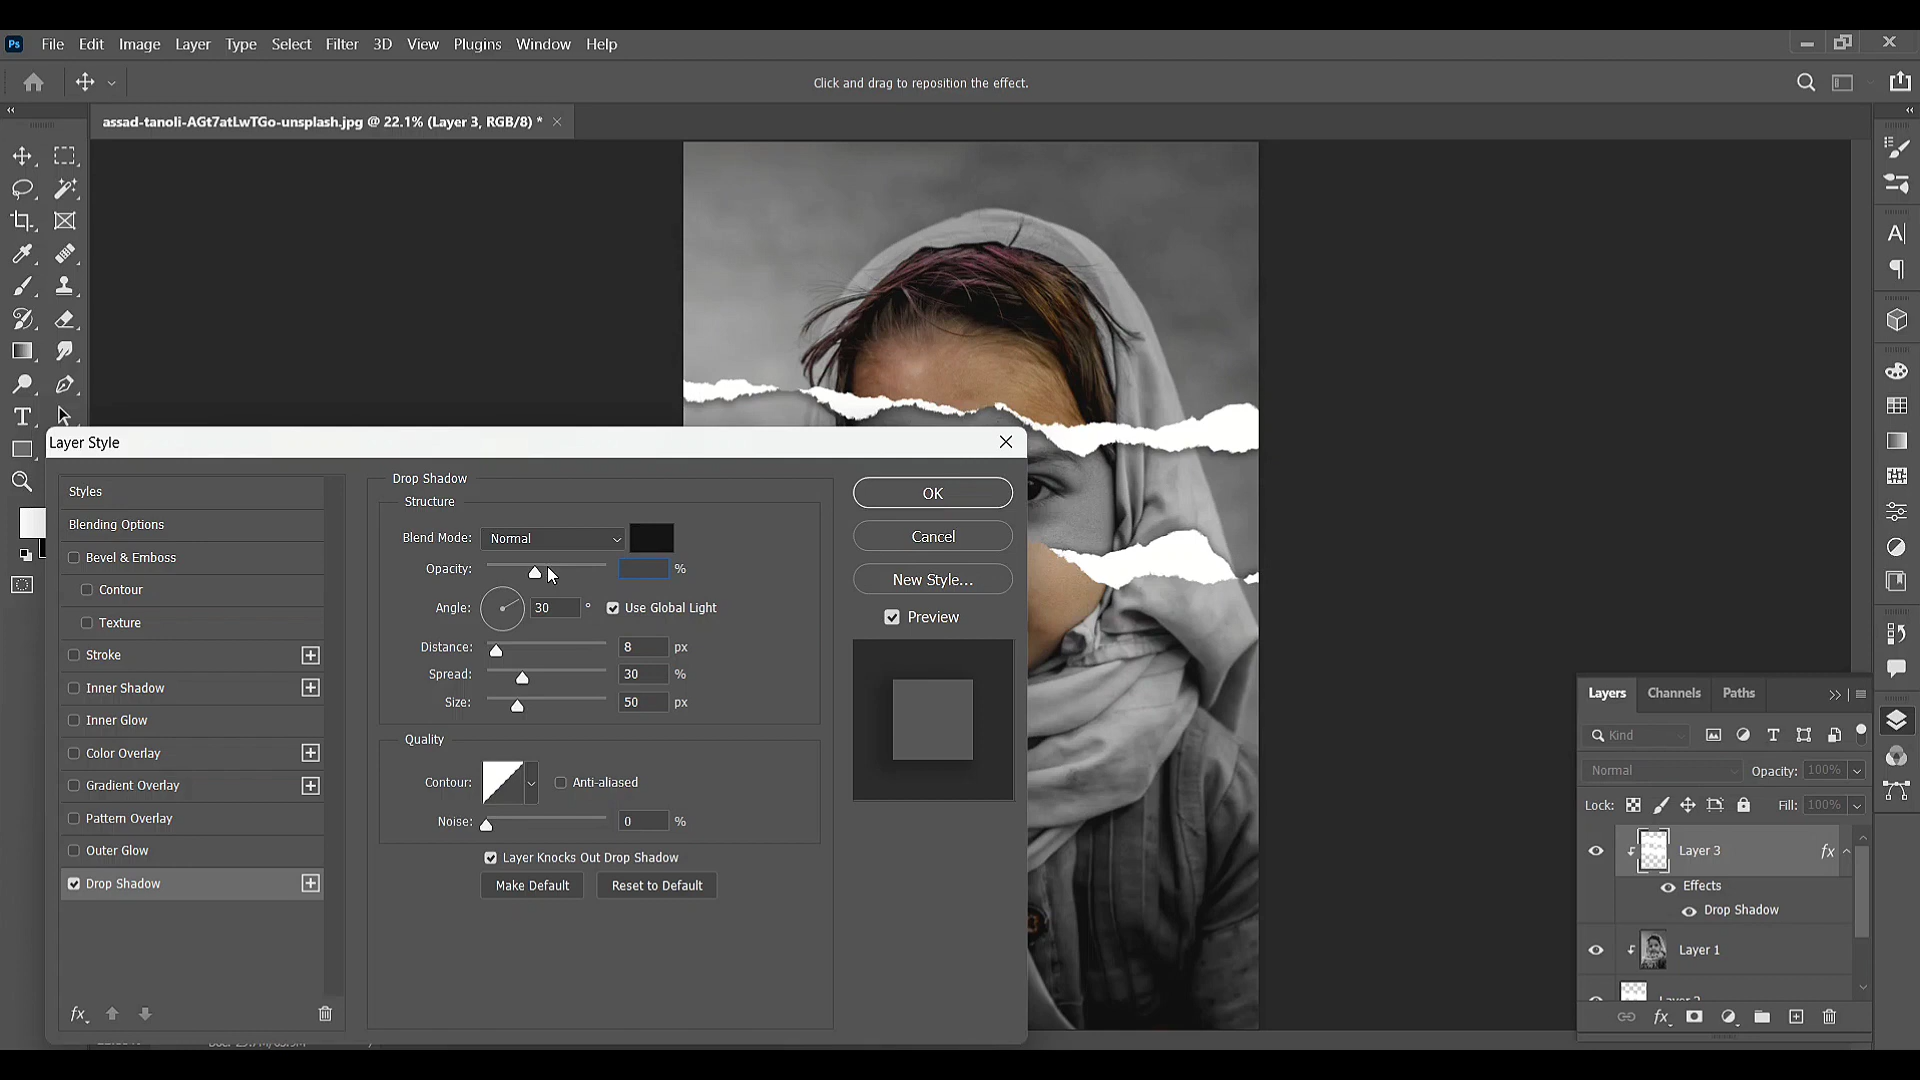 Ps File Edit Image Layer Type Select Filter 3D View Plugins Window Help
Click and drag to reposition the effect.
assad-tanoli-AGt7atLwTGo-unsplash.jpg @ 22.1% (Layer 3, RGB/8) *
Layer Style
Styles
Blending Options
Bevel & Emboss
Contour
Texture
Stroke
Inner Shadow
Inner Glow
Color Overlay
Gradient Overlay
Pattern Overlay
Outer Glow
Drop Shadow
fx
Drop Shadow
Structure
Blend Mode: Normal
Opacity: %
Angle: 30 ° Use Global Light
Distance: 8 px
Spread: 30 %
Size: 50 px
Quality
Contour: Anti-aliased
Noise: 0 %
Layer Knocks Out Drop Shadow
Make Default Reset to Default
OK
Cancel
New Style...
Preview
Layers Channels Paths
Kind
Normal Opacity: 100%
Lock: Fill: 100%
Layer 3 fx
Effects
Drop Shadow
Layer 1
fx